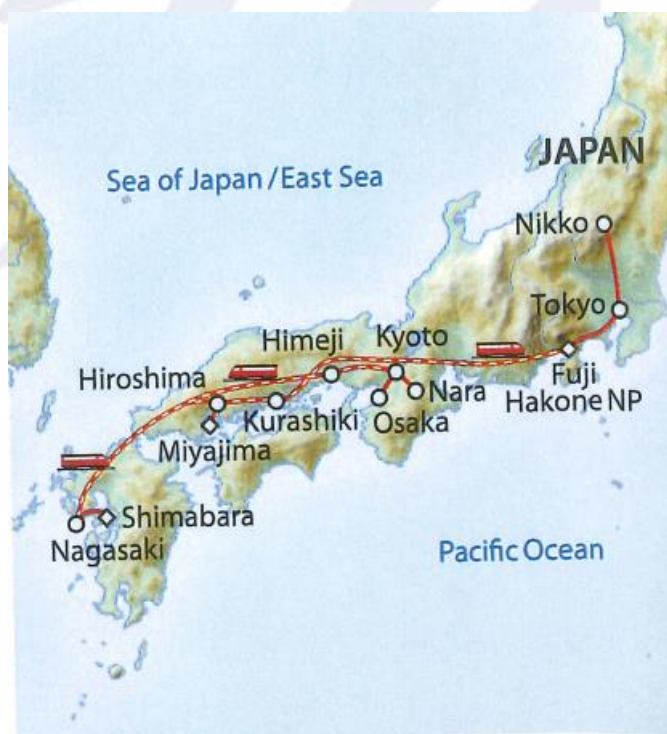 JAPAN
Sea of Japan / East Sea
Nikko
Tokyo
Himeji
Kyoto
Hiroshima
Fuji
Hakone NP
Nara
Kurashiki
Osaka
Miyajima
Shimabara
Nagasaki
Pacific Ocean